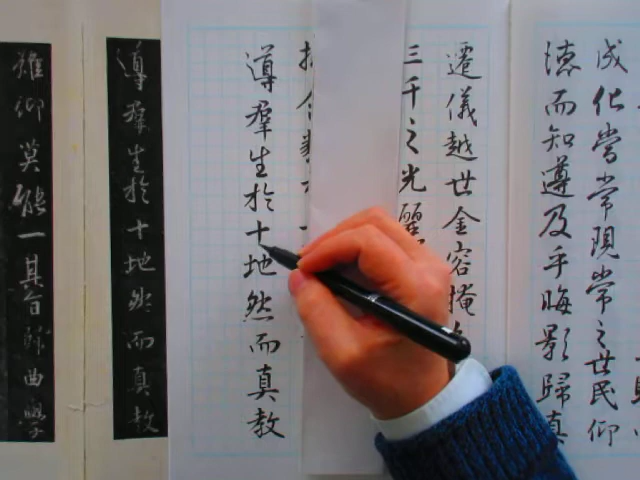 成化當常現常之世民仰
德而知遵及乎晦影歸真
遷儀越世金容掩
三千之光麗
導羣生於十地然而真教
導羣生於十地然而真教
難仰莫能一其旨歸曲學